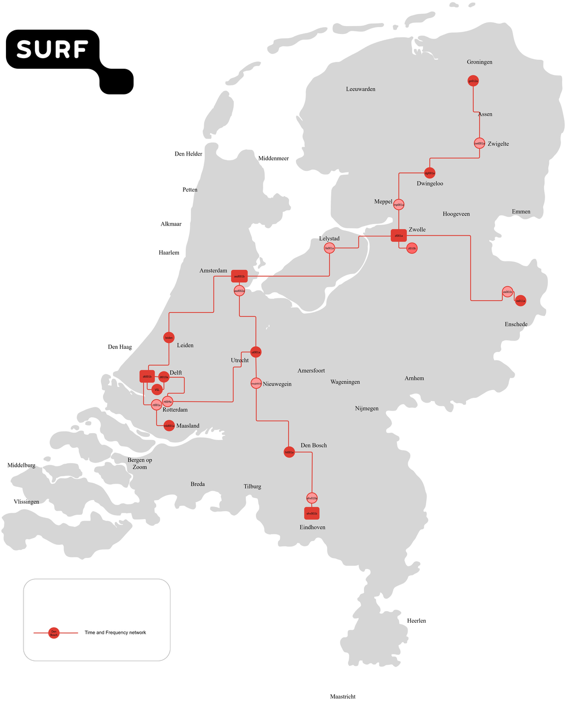 SURF
Groningen
Leeuwarden
Assen
Zwigelte
Den Helder
Middenmeer
Dwingeloo
Petten
Meppel
Hoogeveen
Emmen
Alkmaar
Zwolle
Lelystad
Haarlem
Amsterdam
Enschede
Den Haag
Leiden
Utrecht
Amersfoort
Delft
Wageningen
Arnhem
Nieuwegein
Rotterdam
Nijmegen
Maasland
Den Bosch
Bergen op
Zoom
Middelburg
Breda
Tilburg
Vlissingen
Eindhoven
Time and Frequency network
Heerlen
Maastricht